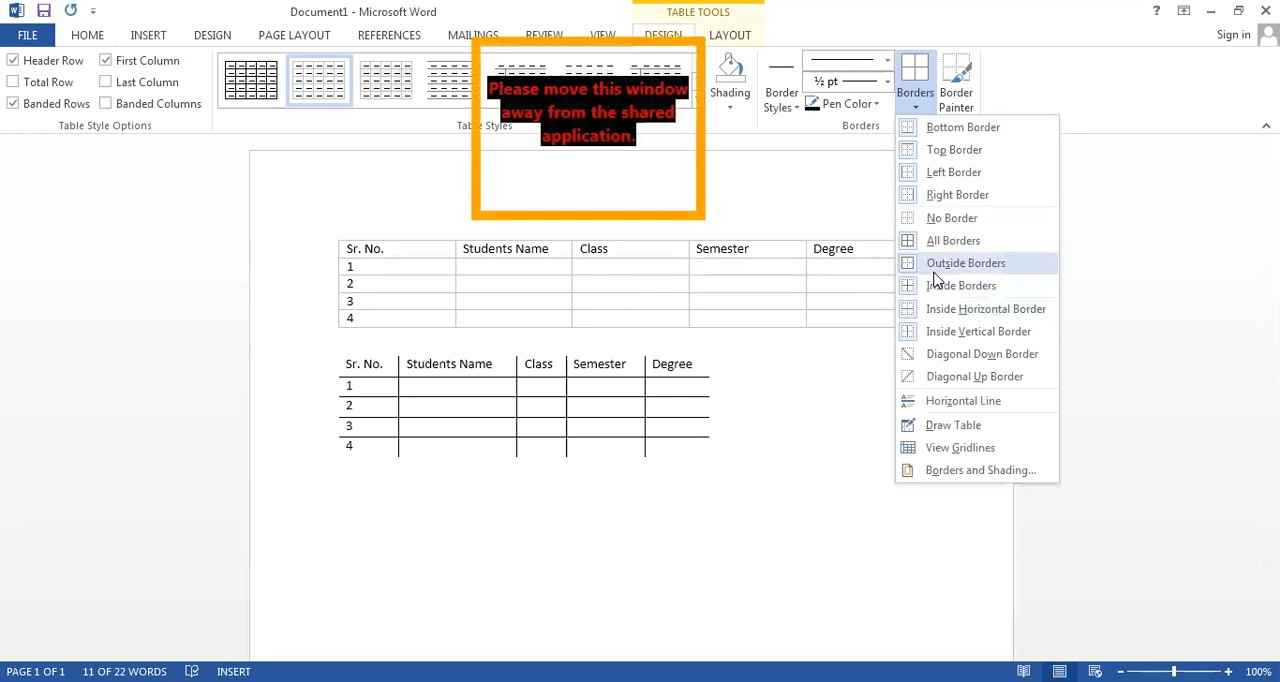 Document1 - Microsoft Word
TABLE TOOLS
?
FILE
HOME
INSERT
DESIGN
PAGE LAYOUT
REFERENCES
MAILINGS
REVIEW
VIEW
DESIGN
LAYOUT
Sign in
Header Row
First Column
Total Row
Last Column
Banded Rows
Banded Columns
Table Style Options
Table Styles
Please move this window
away from the shared
application.
Shading
Border
Styles
½ pt
Pen Color
Borders
Borders
Border
Painter
Bottom Border
Top Border
Left Border
Right Border
No Border
All Borders
Outside Borders
Inside Borders
Inside Horizontal Border
Inside Vertical Border
Diagonal Down Border
Diagonal Up Border
Horizontal Line
Draw Table
View Gridlines
Borders and Shading...
Sr. No. Students Name Class Semester Degree
1
2
3
4
Sr. No. Students Name Class Semester Degree
1
2
3
4
PAGE 1 OF 1 11 OF 22 WORDS INSERT 100%